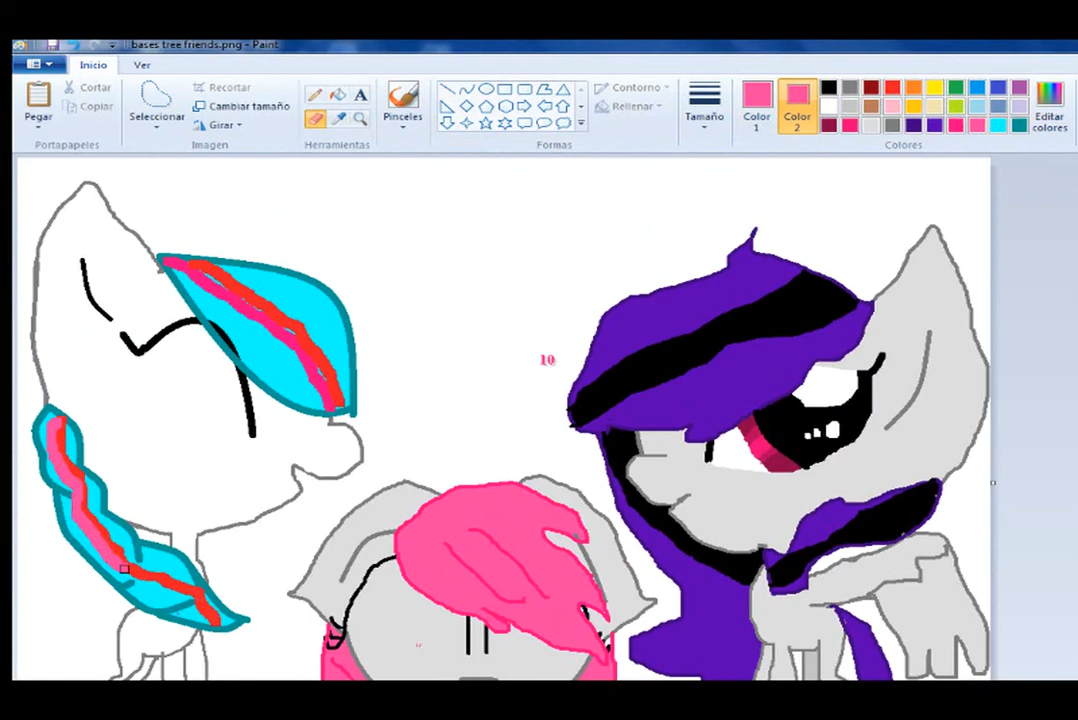 bases tree friends.png - Paint
Inicio
Ver
Pegar
Cortar
Copiar
Portapapeles
Seleccionar
Recortar
Cambiar tamaño
Girar
Imagen
A
Herramientas
Pinceles
Contorno
Rellenar
Formas
Tamaño
Color 1
Color 2
Editar colores
Colores
10